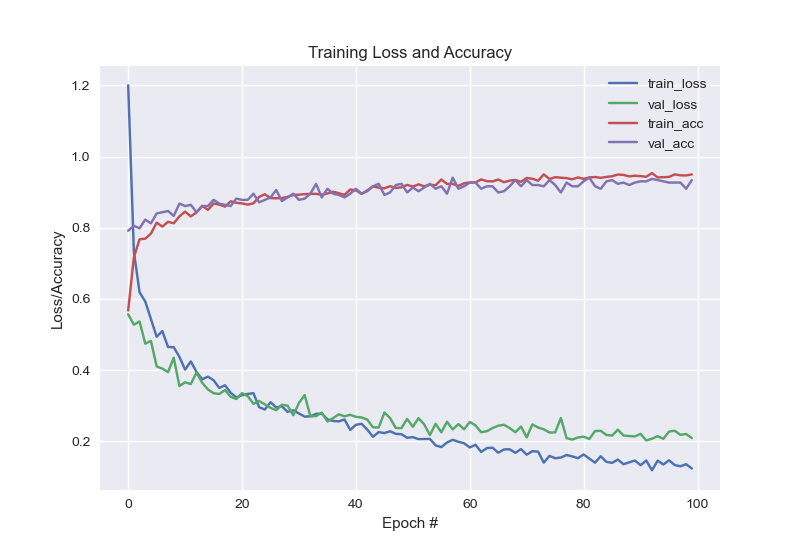 Training Loss and Accuracy
train_loss
val_loss
train_acc
val_acc
1.2
1.0
0.8
0.6
0.4
0.2
Loss/Accuracy
0 20 40 60 80 100
Epoch #